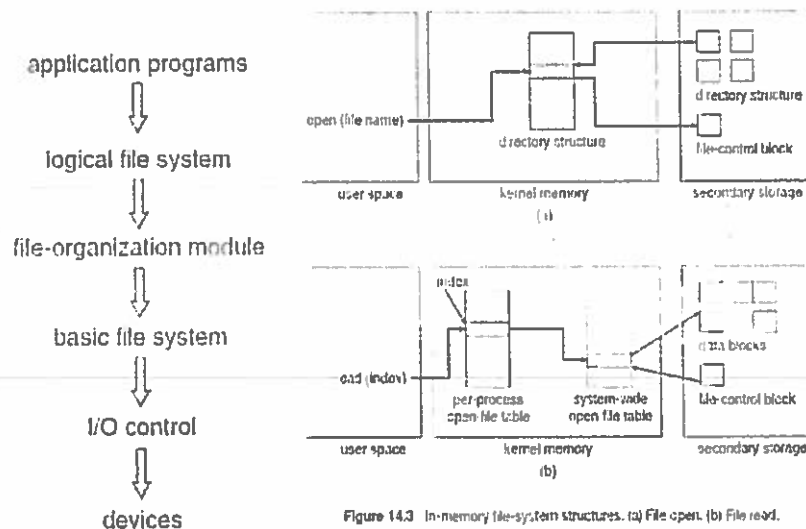 application programs
logical file system
file-organization module
basic file system
I/O control
devices
open (file name)
directory structure
directory structure
file-control block
user space
kernel memory
secondary storage
(a)
index
data blocks
(index)
per-process
open-file table
system-wide
open file table
file-control block
user space
kernel memory
secondary storage
(b)
Figure 14.3 In-memory file-system structures. (a) File open. (b) File read.